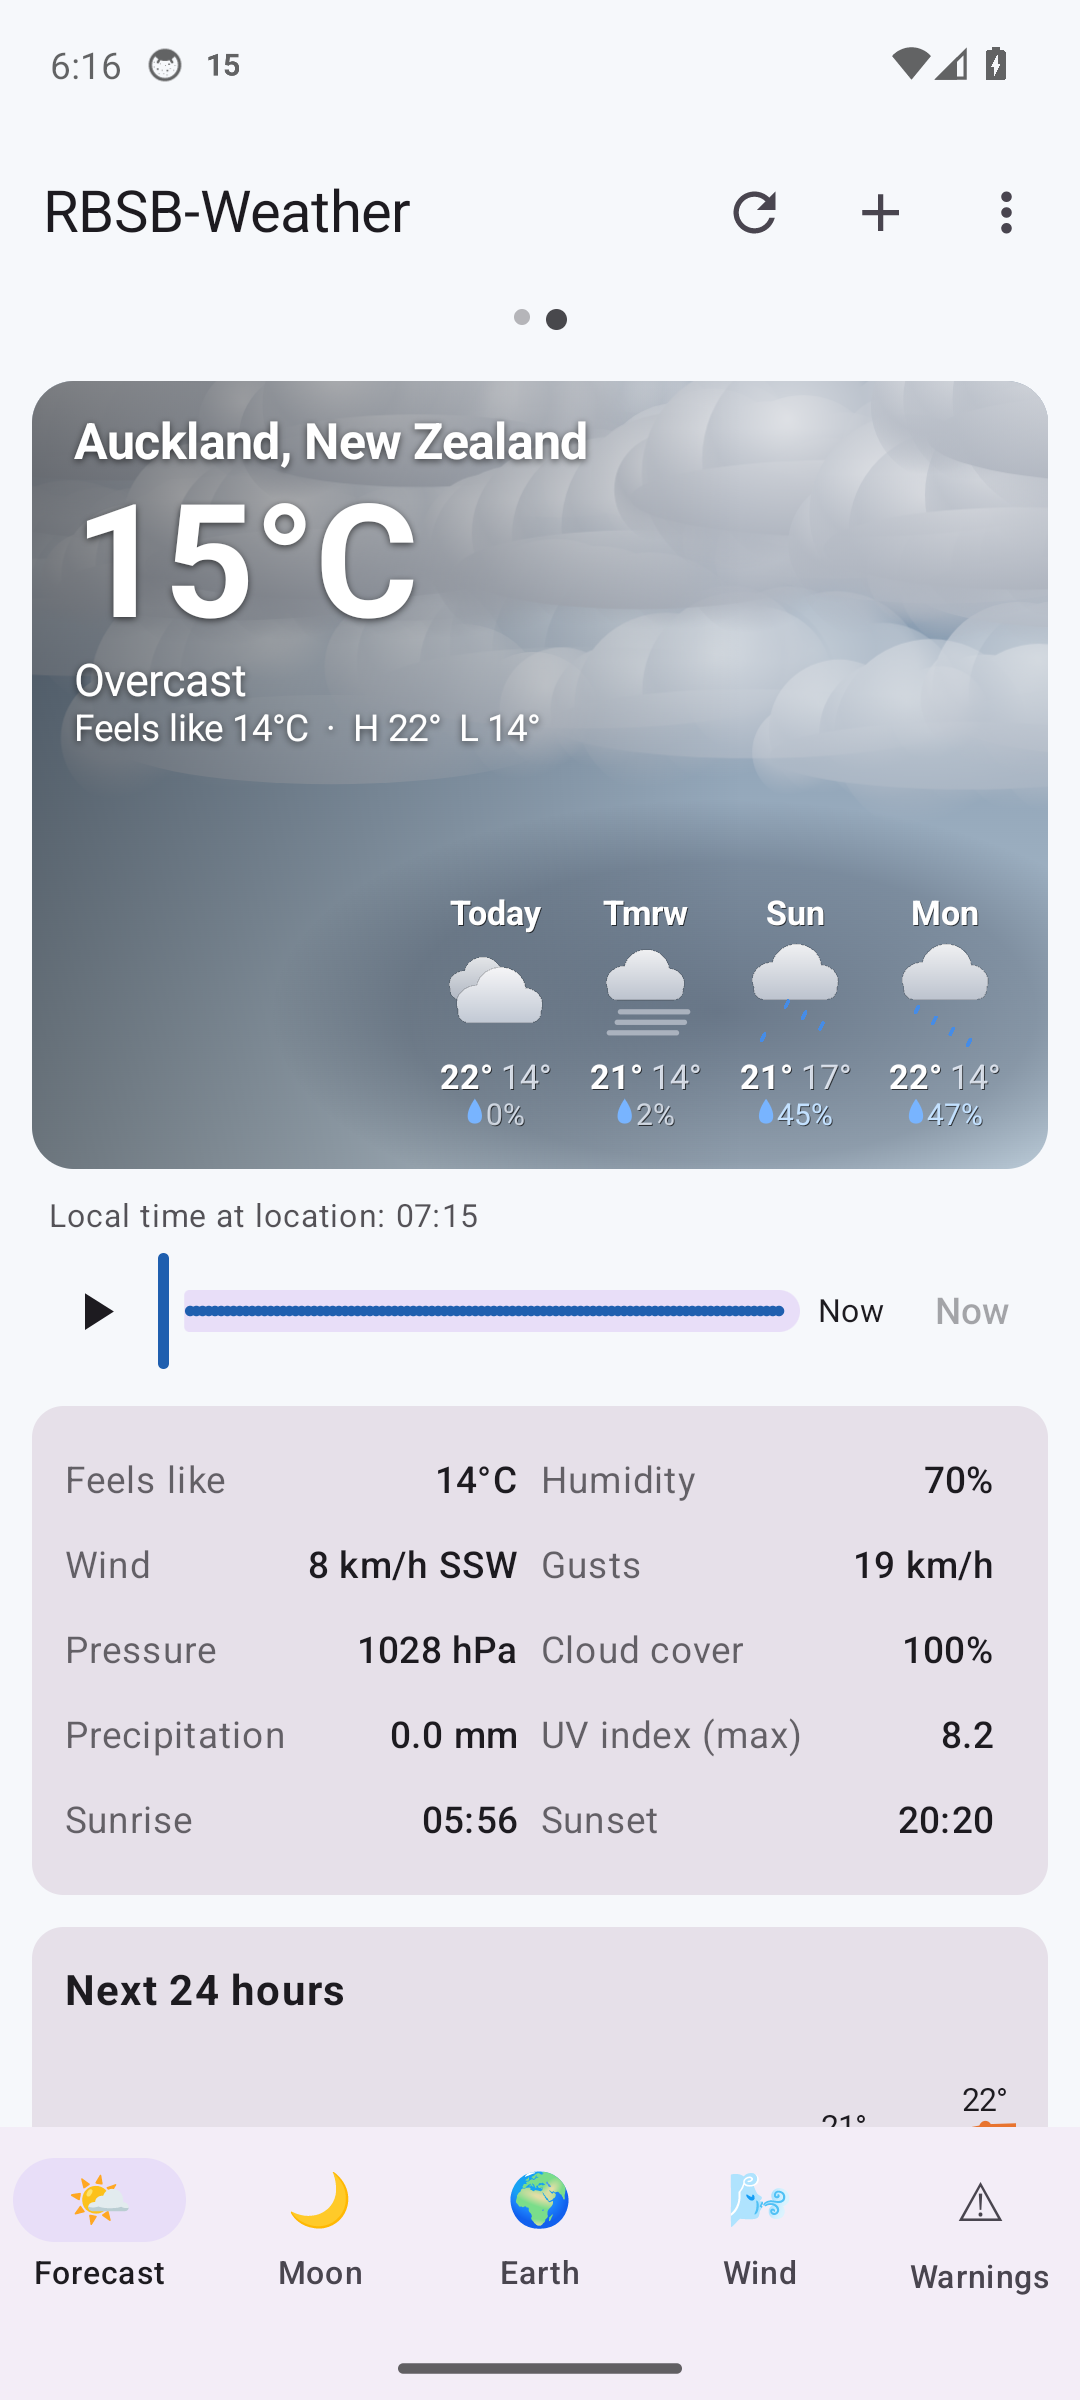 6:16 15
RBSB-Weather
Auckland, New Zealand
15°C
Overcast
Feels like 14°C · H 22° L 14°
Today Tmrw Sun Mon
22° 14° 21° 14° 21° 17° 22° 14°
0% 2% 45% 47%
Local time at location: 07:15
Now Now
Feels like 14°C Humidity 70%
Wind 8 km/h SSW Gusts 19 km/h
Pressure 1028 hPa Cloud cover 100%
Precipitation 0.0 mm UV index (max) 8.2
Sunrise 05:56 Sunset 20:20
Next 24 hours
22°
21°
Forecast Moon Earth Wind Warnings